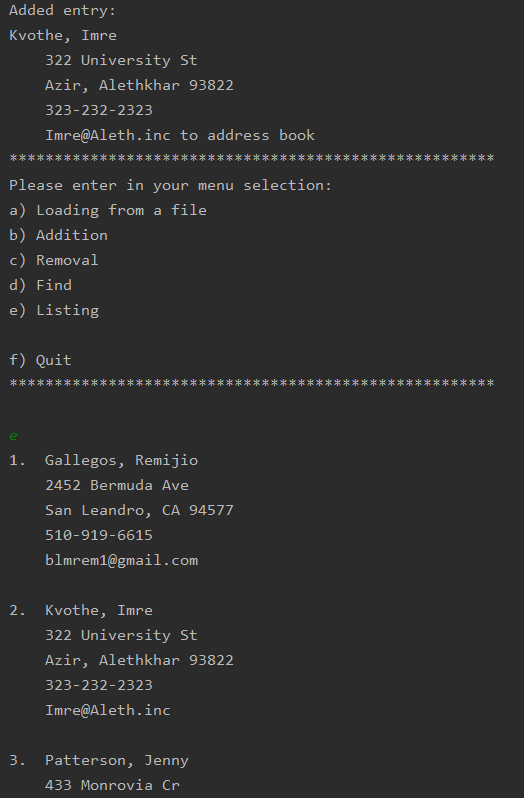 Added entry:
Kvothe, Imre
322 University St
Azir, Alethkhar 93822
323-232-2323
Imre@Aleth.inc to address book
******************************************************
Please enter in your menu selection:
a) Loading from a file
b) Addition
c) Removal
d) Find
e) Listing
f) Quit
******************************************************
e
1.  Gallegos, Remijio
2452 Bermuda Ave
San Leandro, CA 94577
510-919-6615
blmrem1@gmail.com
2.  Kvothe, Imre
322 University St
Azir, Alethkhar 93822
323-232-2323
Imre@Aleth.inc
3.  Patterson, Jenny
433 Monrovia Cr